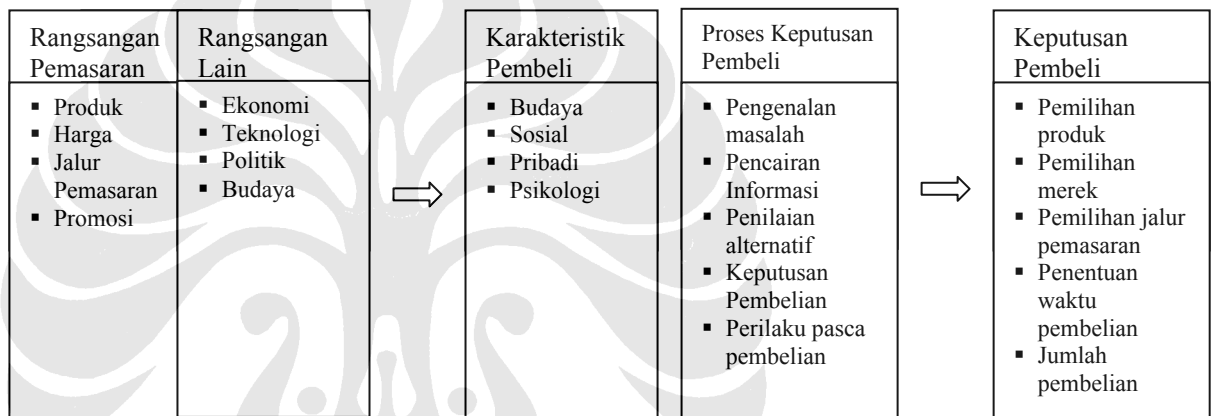 Rangsangan
Pemasaran
▪ Produk
▪ Harga
▪ Jalur
Pemasaran
▪ Promosi
Rangsangan
Lain
▪ Ekonomi
▪ Teknologi
▪ Politik
▪ Budaya
Karakteristik
Pembeli
▪ Budaya
▪ Sosial
▪ Pribadi
▪ Psikologi
Proses Keputusan
Pembeli
▪ Pengenalan
masalah
▪ Pencairan
Informasi
▪ Penilaian
alternatif
▪ Keputusan
Pembelian
▪ Perilaku pasca
pembelian
Keputusan
Pembeli
▪ Pemilihan
produk
▪ Pemilihan
merek
▪ Pemilihan jalur
pemasaran
▪ Penentuan
waktu
pembelian
▪ Jumlah
pembelian